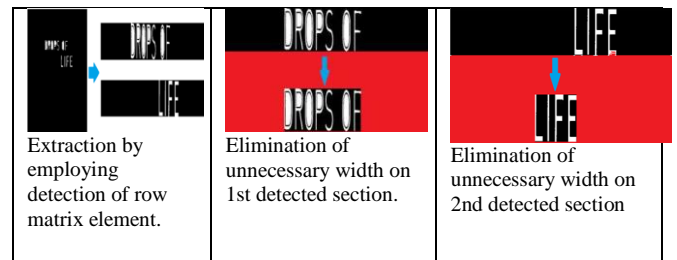 DROPS OF
LIFE
DROPS OF
LIFE
Extraction by
employing
detection of row
matrix element.
DROPS OF
DROPS OF
Elimination of
unnecessary width on
1st detected section.
LIFE
LIFE
Elimination of
unnecessary width on
2nd detected section